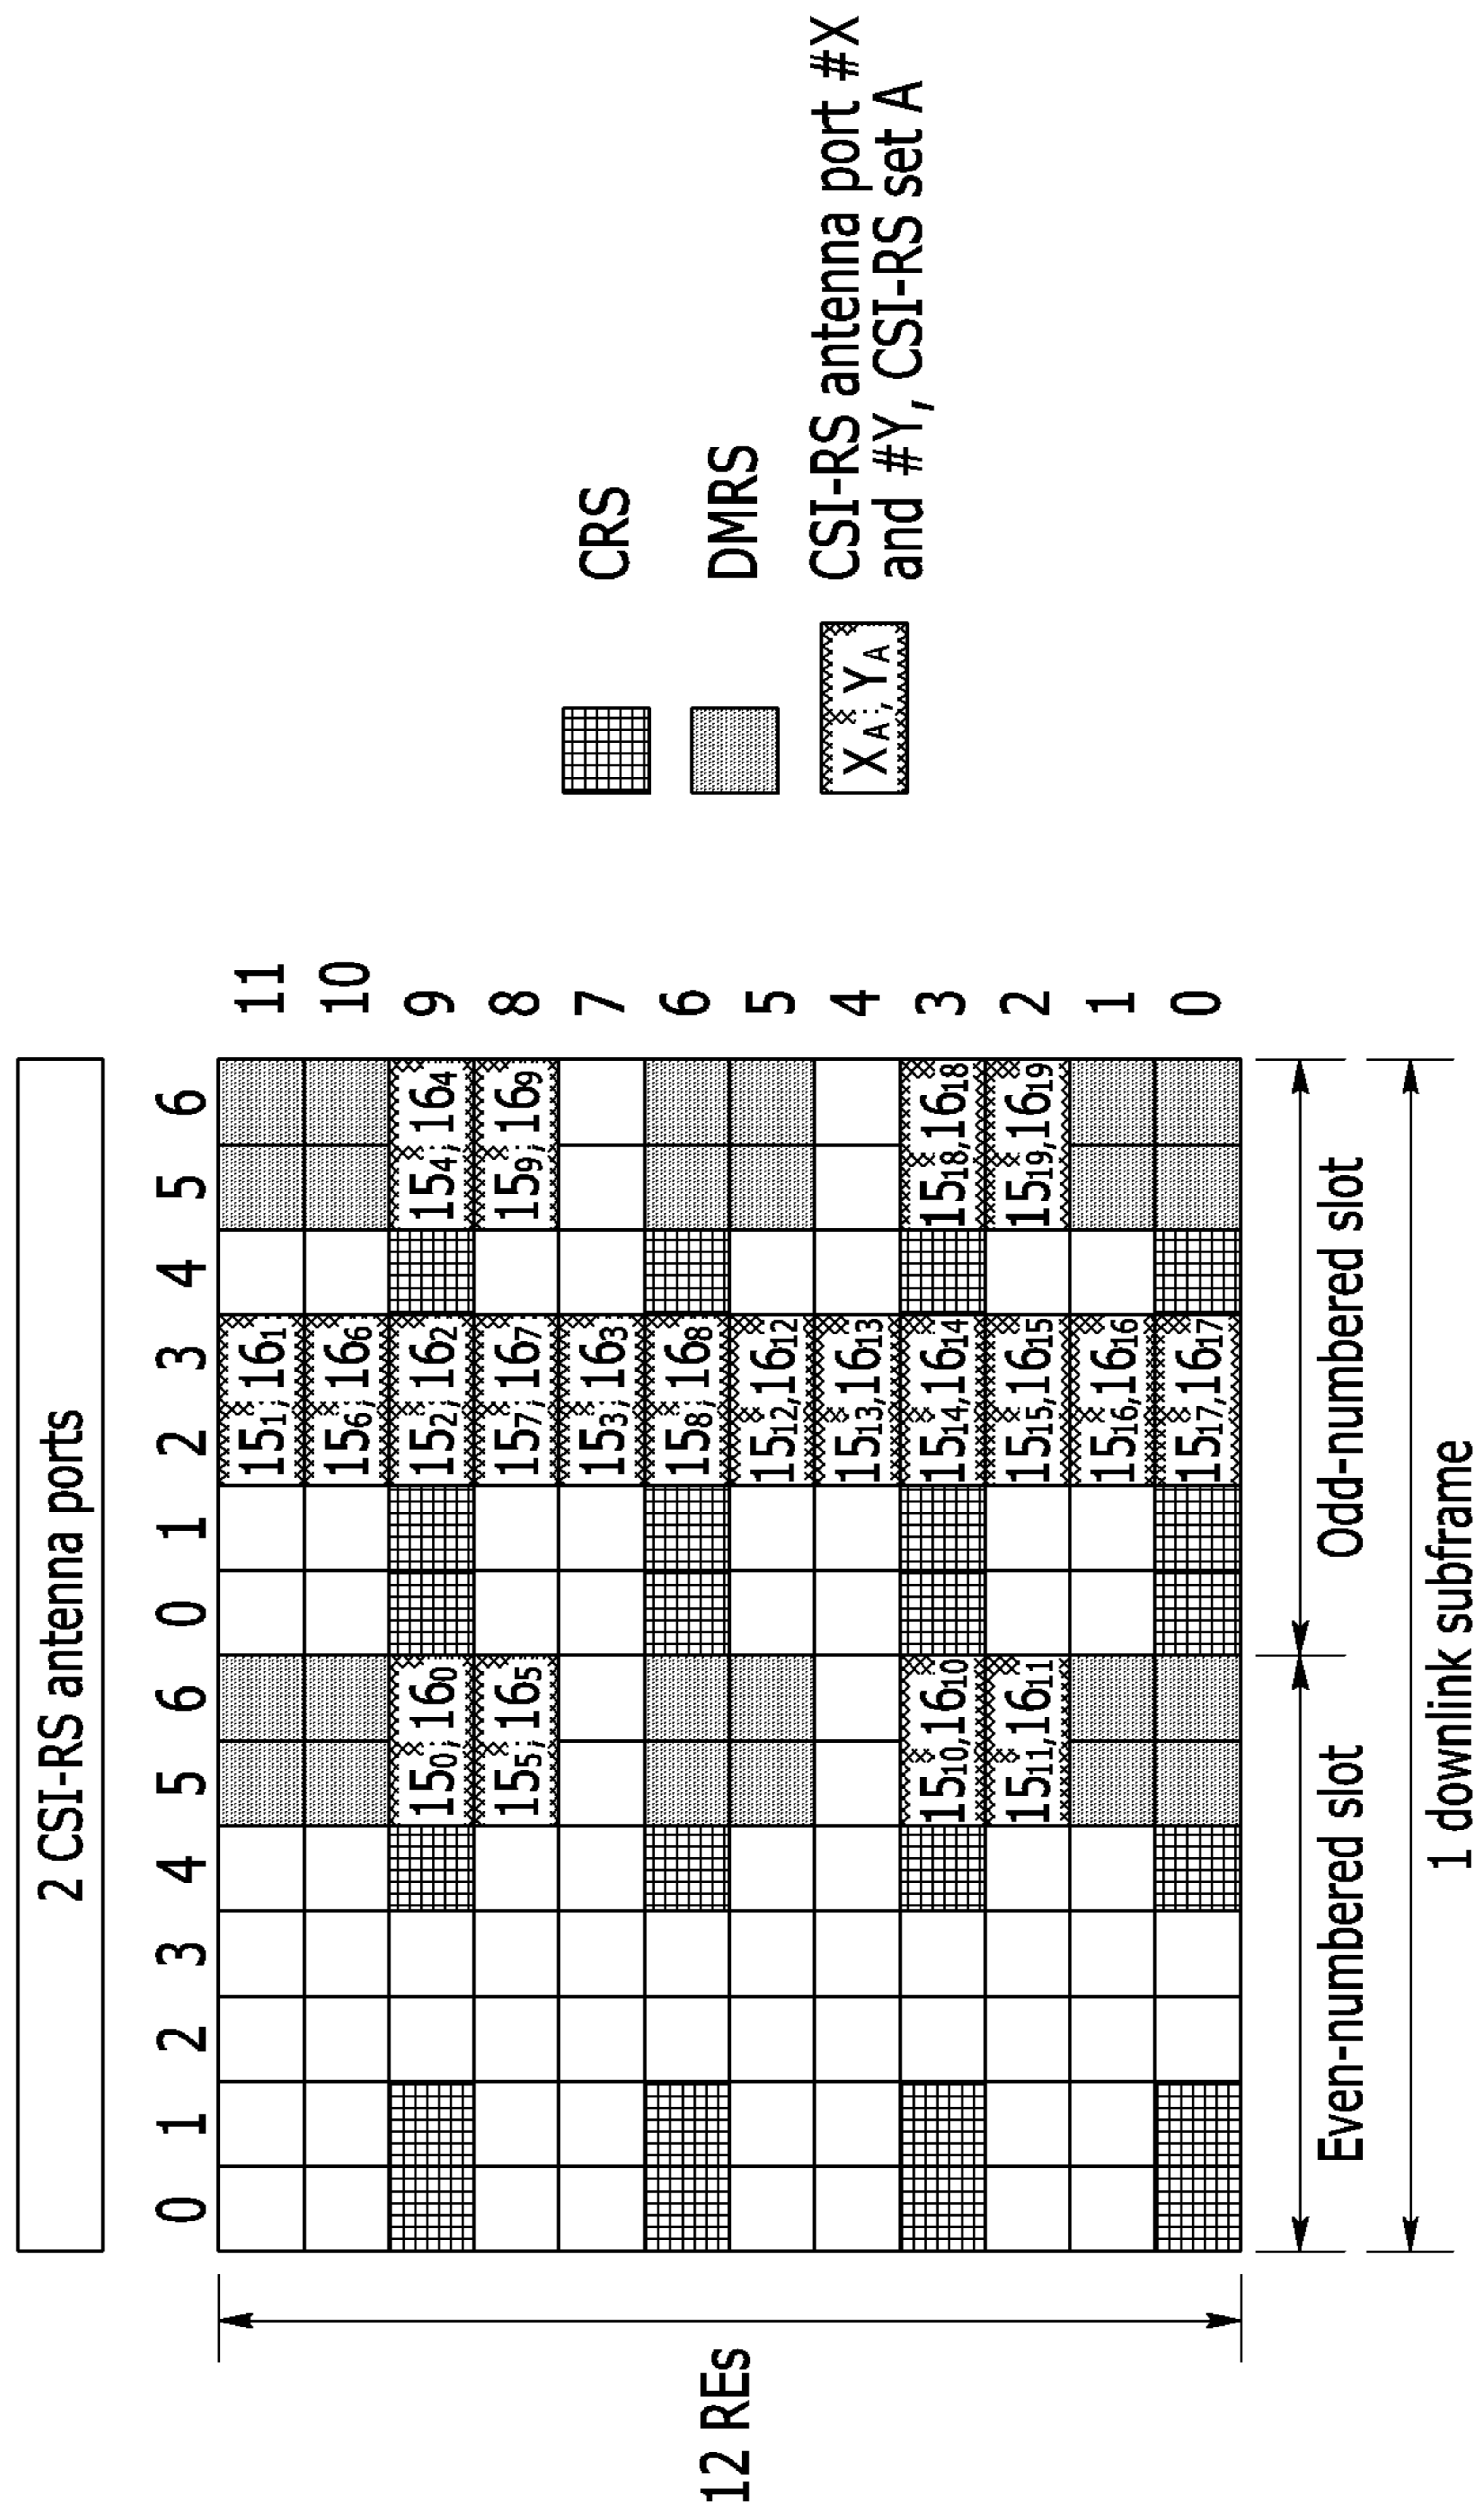 2 CSI-RS antenna ports
0 1 2 3 4 5 6 0 1 2 3 4 5 6
15₁,16₁ 11
15₆,16₆ 10
15₀,16₀ 15₂,16₂ 15₄,16₄ 9
15₅,16₅ 15₇,16₇ 15₉,16₉ 8
15₃,16₃ 7
15₈,16₈ 6
15₁₂,16₁₂ 5
15₁₃,16₁₃ 4
15₁₀,16₁₀ 15₁₄,16₁₄ 15₁₈,16₁₈ 3
15₁₁,16₁₁ 15₁₅,16₁₅ 15₁₉,16₁₉ 2
15₁₆,16₁₆ 1
15₁₇,16₁₇ 0
12 REs
Even-numbered slot Odd-numbered slot
1 downlink subframe
CRS
DMRS
X_A,Y_A CSI-RS antenna port #X
and #Y, CSI-RS set A